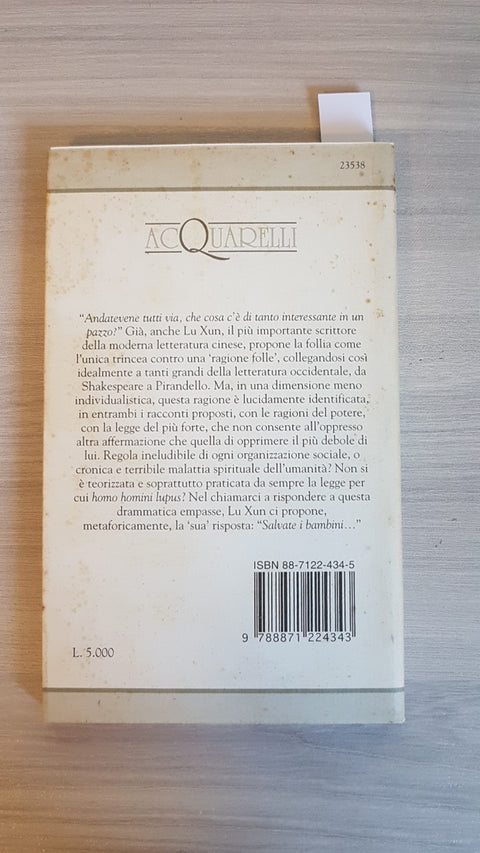 23538
ACQUARELLI
"Andatevene tutti via, che cosa c'è di tanto interessante in un
pazzo?" Già, anche Lu Xun, il più importante scrittore
della moderna letteratura cinese, propone la follia come
l'unica trincea contro una 'ragione folle', collegandosi così
idealmente a tanti grandi della letteratura occidentale, da
Shakespeare a Pirandello. Ma, in una dimensione meno
individualistica, questa ragione è lucidamente identificata,
in entrambi i racconti proposti, con le ragioni del potere,
con la legge del più forte, che non consente all'oppresso
altra affermazione che quella di opprimere il più debole di
lui. Regola ineludibile di ogni organizzazione sociale, o
cronica e terribile malattia spirituale dell'umanità? Non si
è teorizzata e soprattutto praticata da sempre la legge per
cui homo homini lupus? Nel chiamarci a rispondere a questa
drammatica empasse, Lu Xun ci propone,
metaforicamente, la 'sua' risposta: "Salvate i bambini..."
ISBN 88-7122-434-5
9 788871 224343
L. 5.000